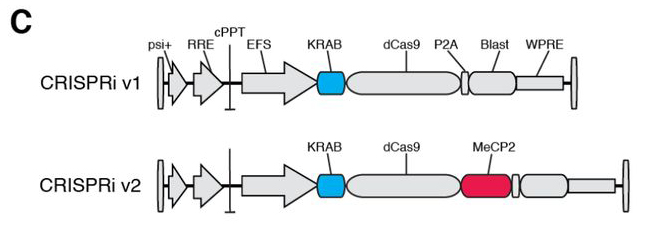 C
cPPT
psi+ RRE EFS KRAB dCas9 P2A Blast WPRE
CRISPRi v1
KRAB dCas9 MeCP2
CRISPRi v2